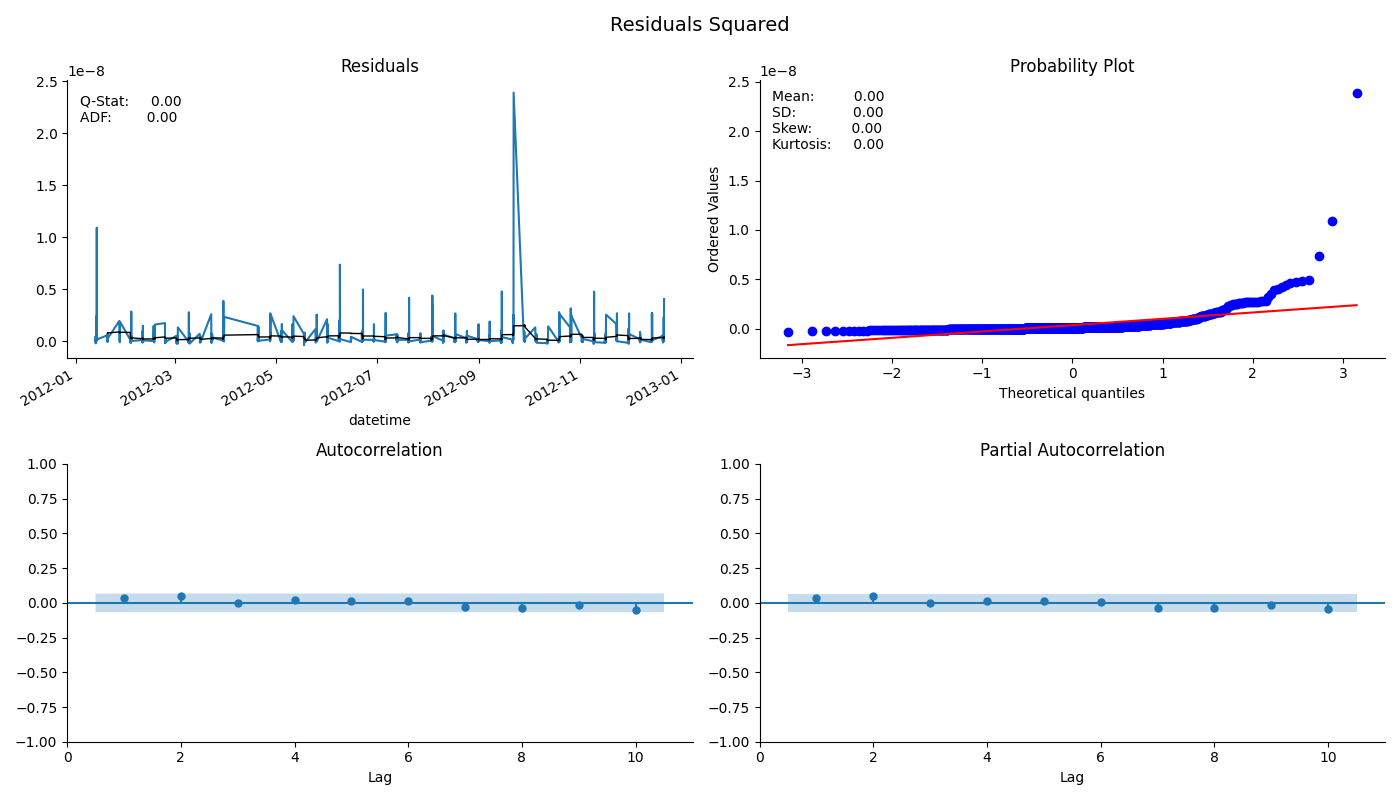 Residuals Squared
Residuals
1e−8
Q-Stat: 0.00
ADF: 0.00
2.5
2.0
1.5
1.0
0.5
0.0
2012-01
2012-03
2012-05
2012-07
2012-09
2012-11
2013-01
datetime
Probability Plot
1e−8
Mean: 0.00
SD: 0.00
Skew: 0.00
Kurtosis: 0.00
Ordered Values
2.5
2.0
1.5
1.0
0.5
0.0
−3 −2 −1 0 1 2 3
Theoretical quantiles
Autocorrelation
1.00
0.75
0.50
0.25
0.00
−0.25
−0.50
−0.75
−1.00
0 2 4 6 8 10
Lag
Partial Autocorrelation
1.00
0.75
0.50
0.25
0.00
−0.25
−0.50
−0.75
−1.00
0 2 4 6 8 10
Lag